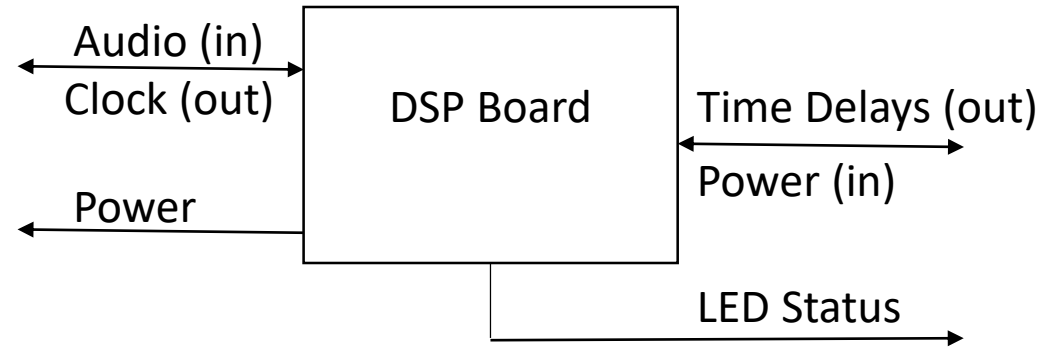 Audio (in)
Clock (out)
Power
DSP Board
Time Delays (out)
Power (in)
LED Status